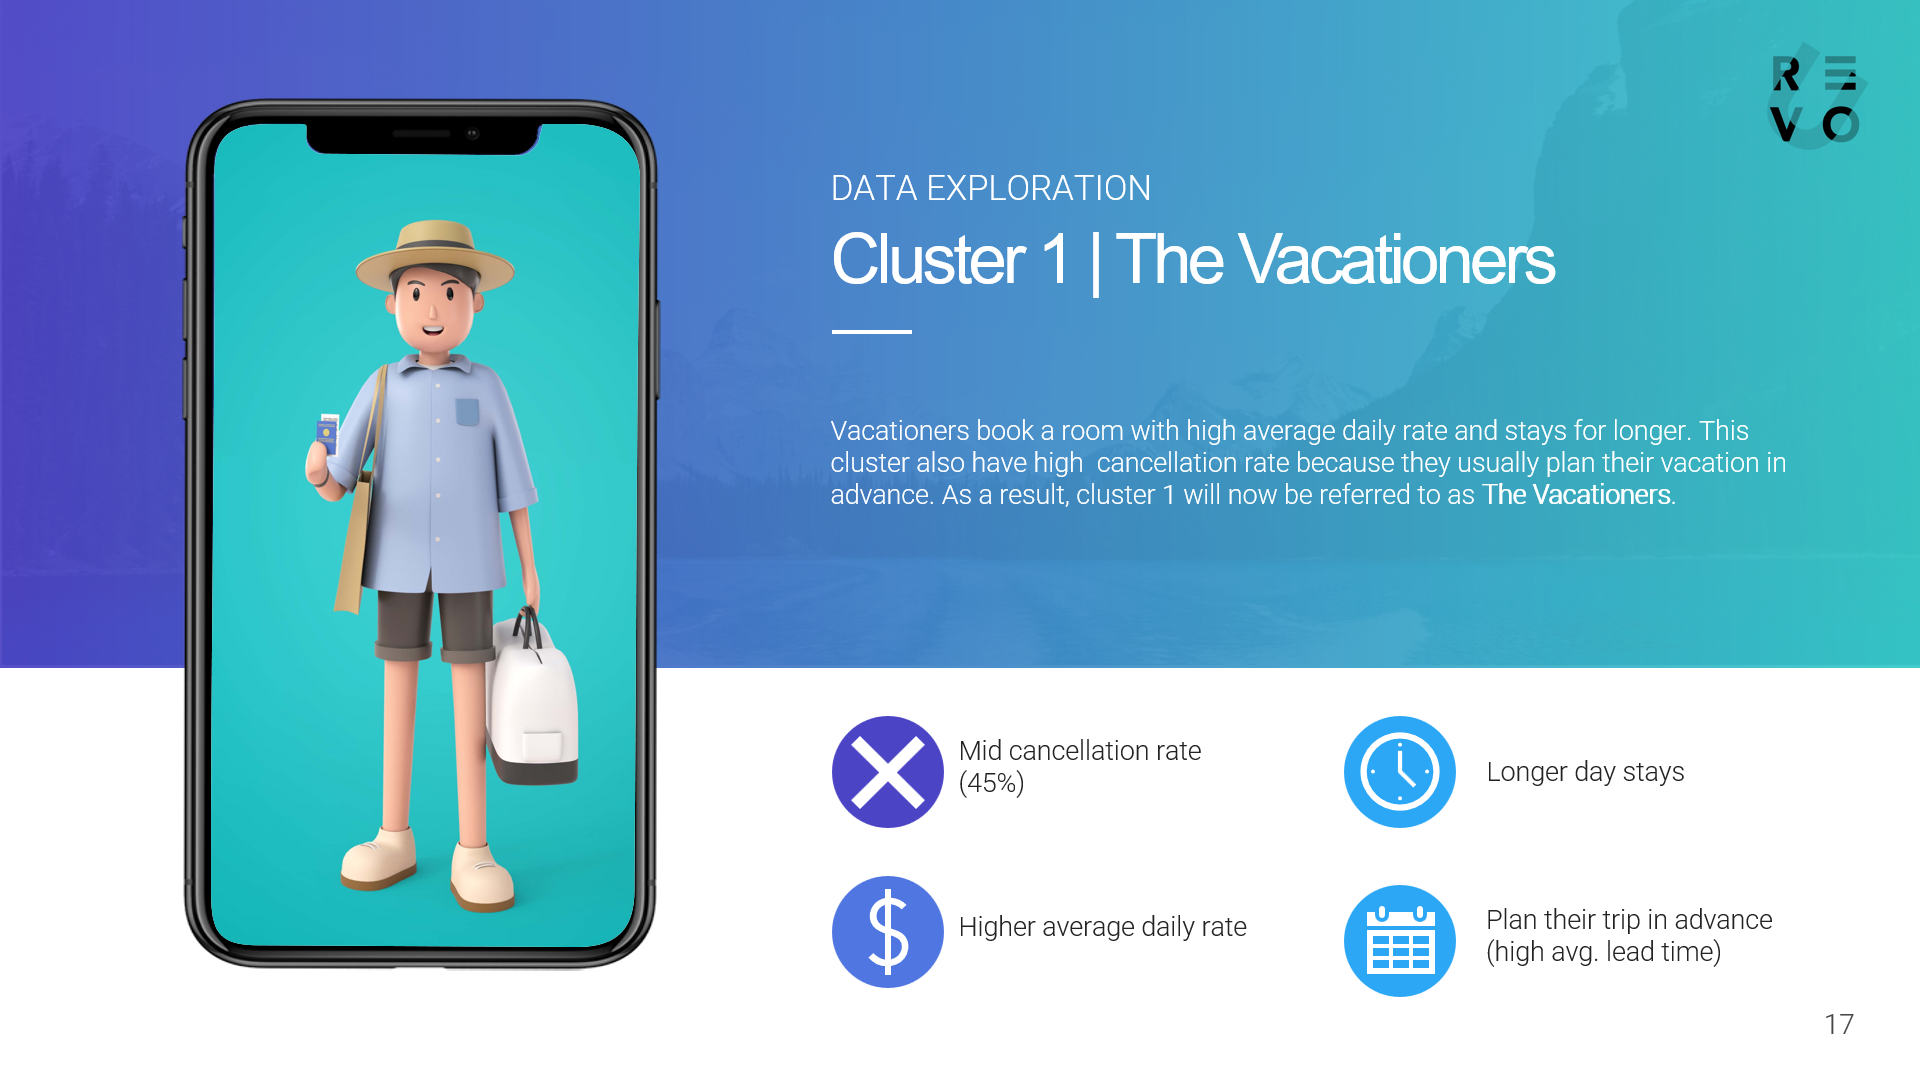 RE
VO
DATA EXPLORATION
Cluster 1 | The Vacationers
Vacationers book a room with high average daily rate and stays for longer. This
cluster also have high  cancellation rate because they usually plan their vacation in
advance. As a result, cluster 1 will now be referred to as The Vacationers.
Mid cancellation rate
(45%)
Longer day stays
Higher average daily rate
Plan their trip in advance
(high avg. lead time)
17